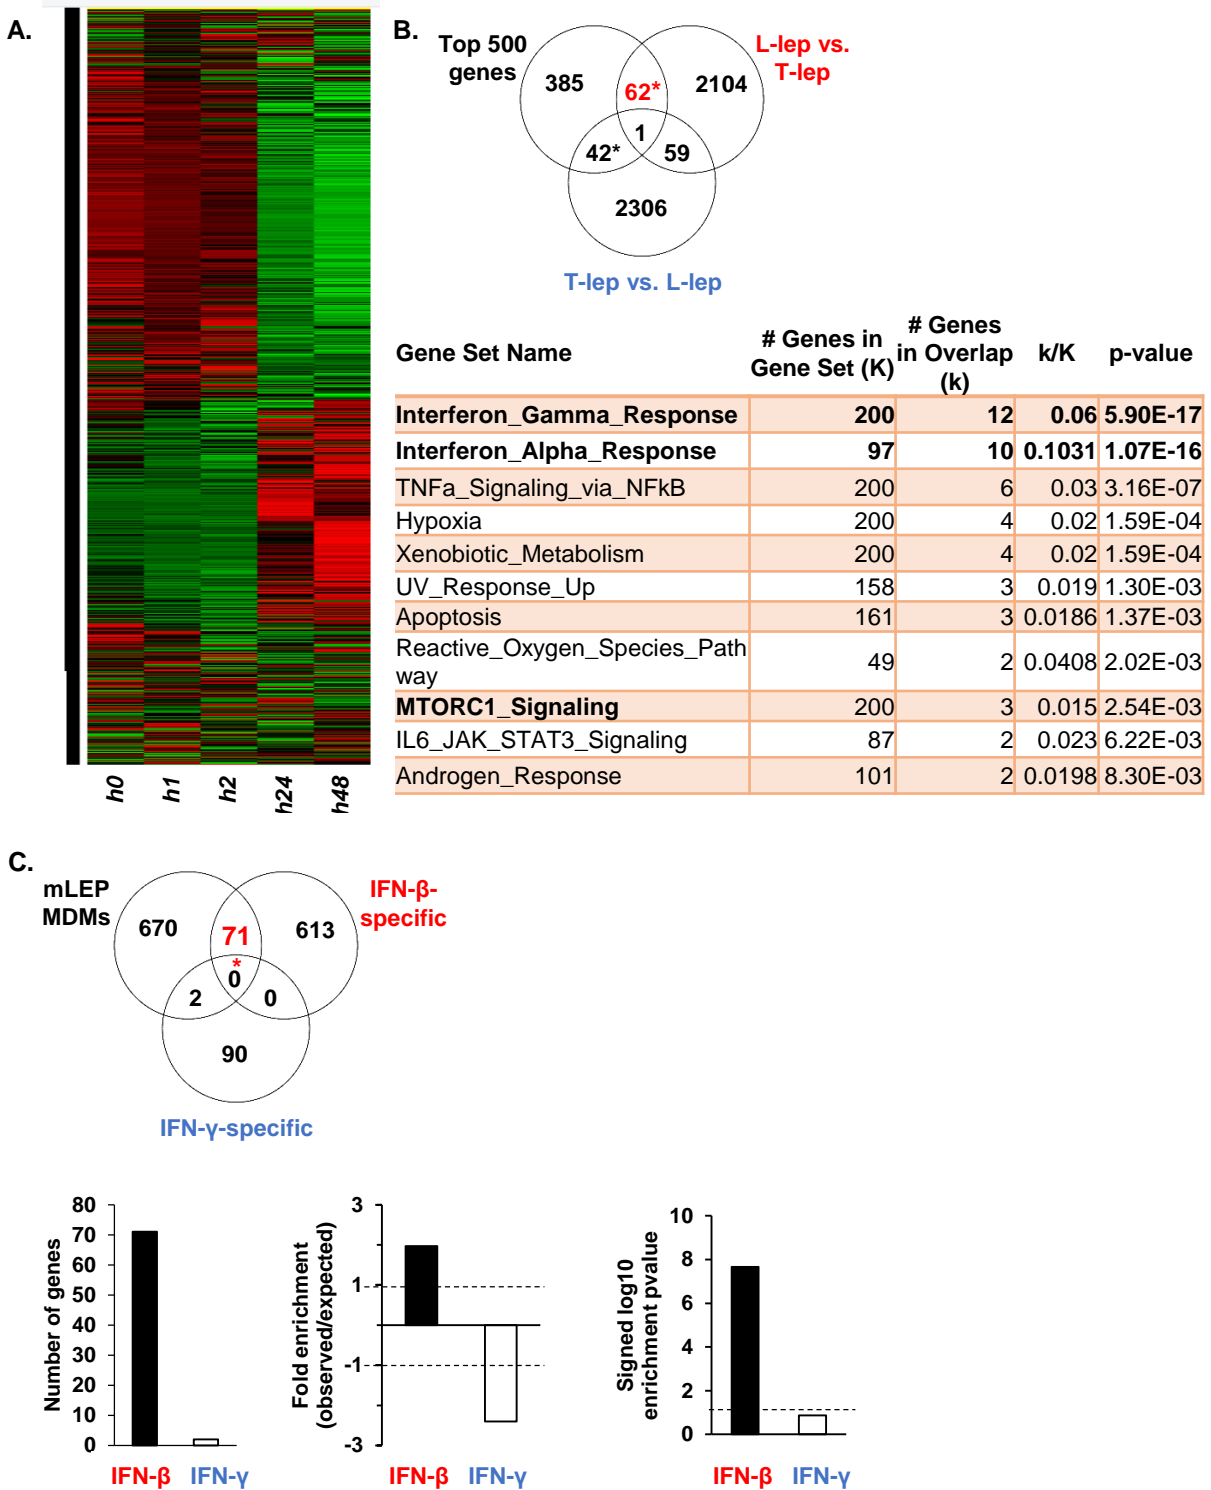 A.
h0
h1
h2
h24
h48
B.
Top 500
genes
L-lep vs.
T-lep
385
62*
2104
1
42*
59
2306
T-lep vs. L-lep
Gene Set Name
# Genes in
Gene Set (K)
# Genes
in Overlap
(k)
k/K
p-value
Interferon_Gamma_Response 200 12 0.06 5.90E-17
Interferon_Alpha_Response 97 10 0.1031 1.07E-16
TNFa_Signaling_via_NFkB 200 6 0.03 3.16E-07
Hypoxia 200 4 0.02 1.59E-04
Xenobiotic_Metabolism 200 4 0.02 1.59E-04
UV_Response_Up 158 3 0.019 1.30E-03
Apoptosis 161 3 0.0186 1.37E-03
Reactive_Oxygen_Species_Path
way 49 2 0.0408 2.02E-03
MTORC1_Signaling 200 3 0.015 2.54E-03
IL6_JAK_STAT3_Signaling 87 2 0.023 6.22E-03
Androgen_Response 101 2 0.0198 8.30E-03
C.
mLEP
MDMs
IFN-β-
specific
670
71
613
*
0
2
0
90
IFN-γ-specific
Number of genes
80
70
60
50
40
30
20
10
0
IFN-β IFN-γ
Fold enrichment
(observed/expected)
3
1
-1
-3
IFN-β IFN-γ
Signed log10
enrichment pvalue
10
8
6
4
2
0
IFN-β IFN-γ